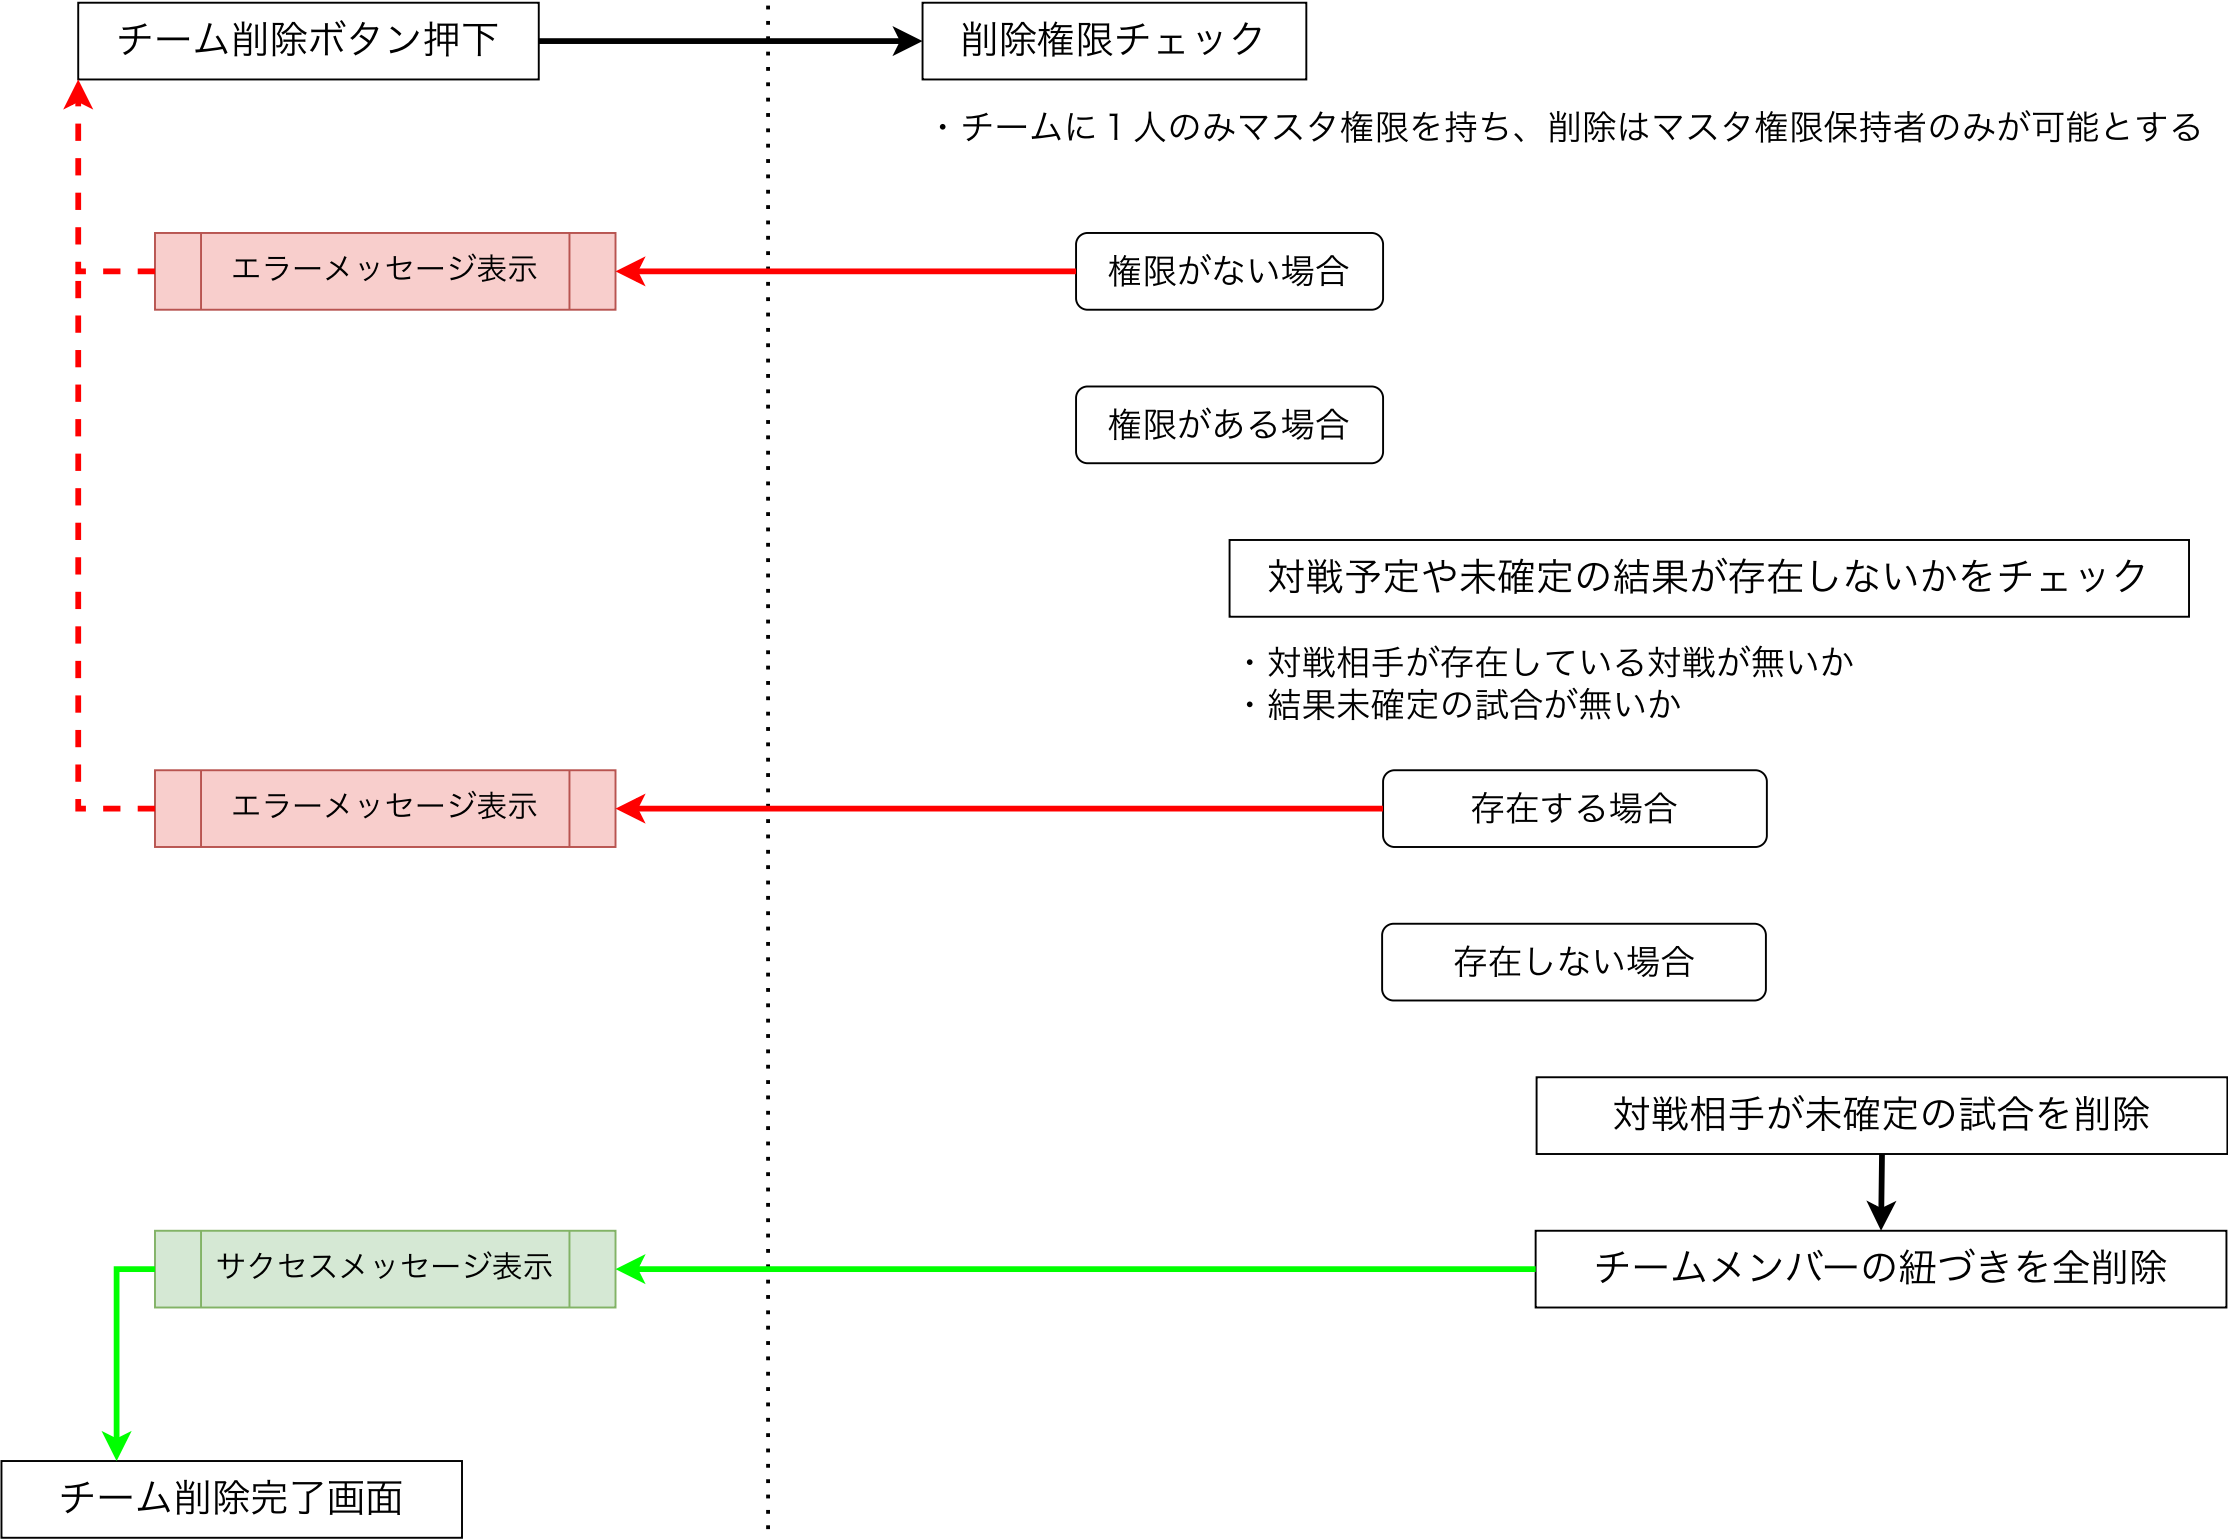 チーム削除ボタン押下
削除権限チェック
・チームに1人のみマスタ権限を持ち、削除はマスタ権限保持者のみが可能とする
エラーメッセージ表示
権限がない場合
権限がある場合
対戦予定や未確定の結果が存在しないかをチェック
・対戦相手が存在している対戦が無いか
・結果未確定の試合が無いか
エラーメッセージ表示
存在する場合
存在しない場合
対戦相手が未確定の試合を削除
サクセスメッセージ表示
チームメンバーの紐づきを全削除
チーム削除完了画面